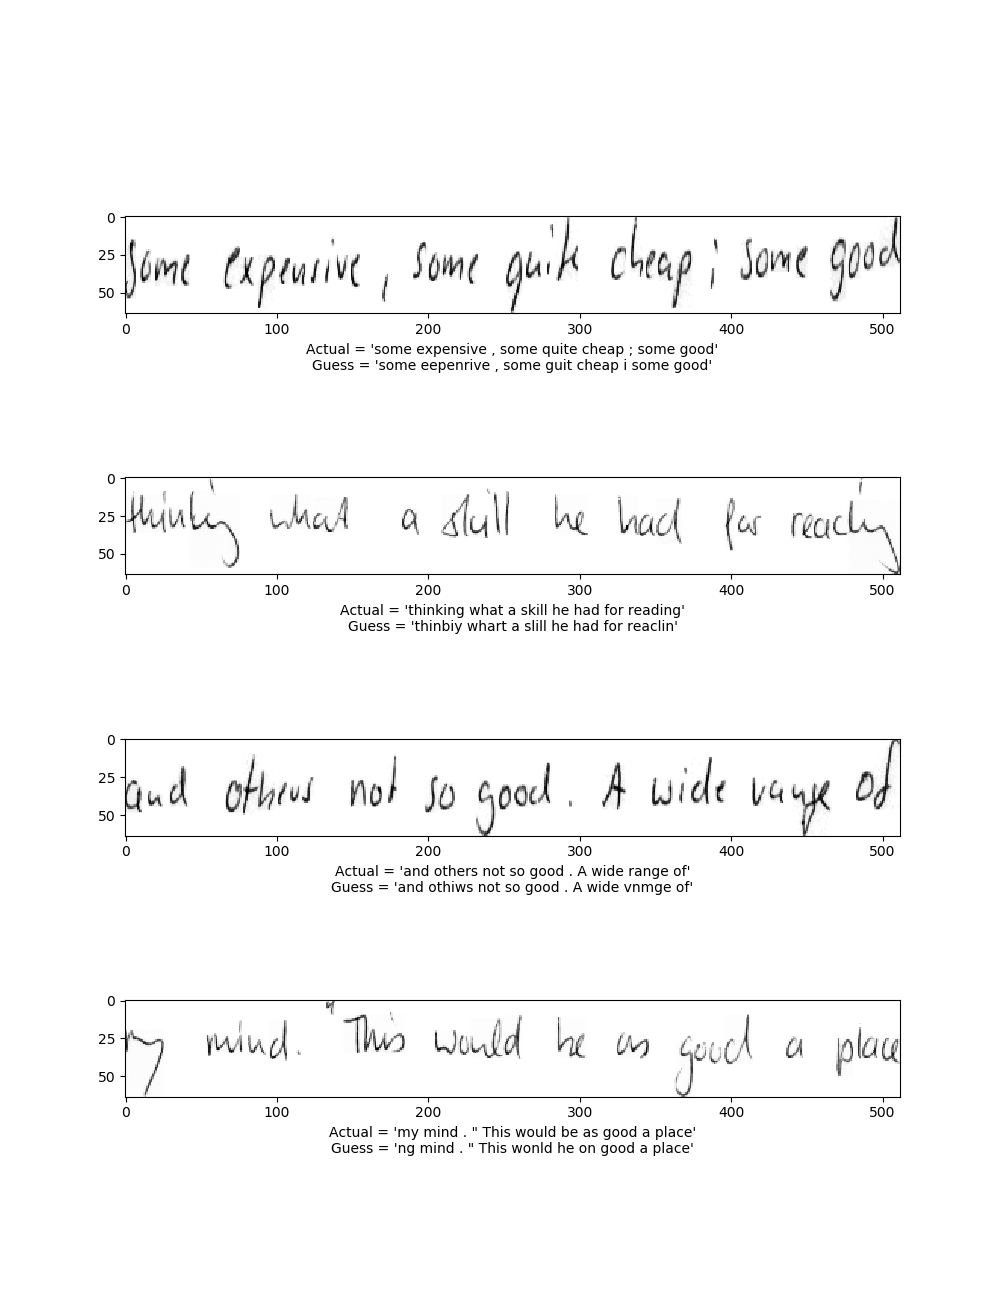 0
25
50
some expensive , some quite cheap ; some good
0 100 200 300 400 500
Actual = 'some expensive , some quite cheap ; some good'
Guess = 'some eepenrive , some guit cheap i some good'
0
25
50
thinking what a skill he had for reading
0 100 200 300 400 500
Actual = 'thinking what a skill he had for reading'
Guess = 'thinbiy whart a slill he had for reaclin'
0
25
50
and others not so good . A wide range of
0 100 200 300 400 500
Actual = 'and others not so good . A wide range of'
Guess = 'and othiws not so good . A wide vnmge of'
0
25
50
my mind . " This would be as good a place
0 100 200 300 400 500
Actual = 'my mind . " This would be as good a place'
Guess = 'ng mind . " This wonld he on good a place'